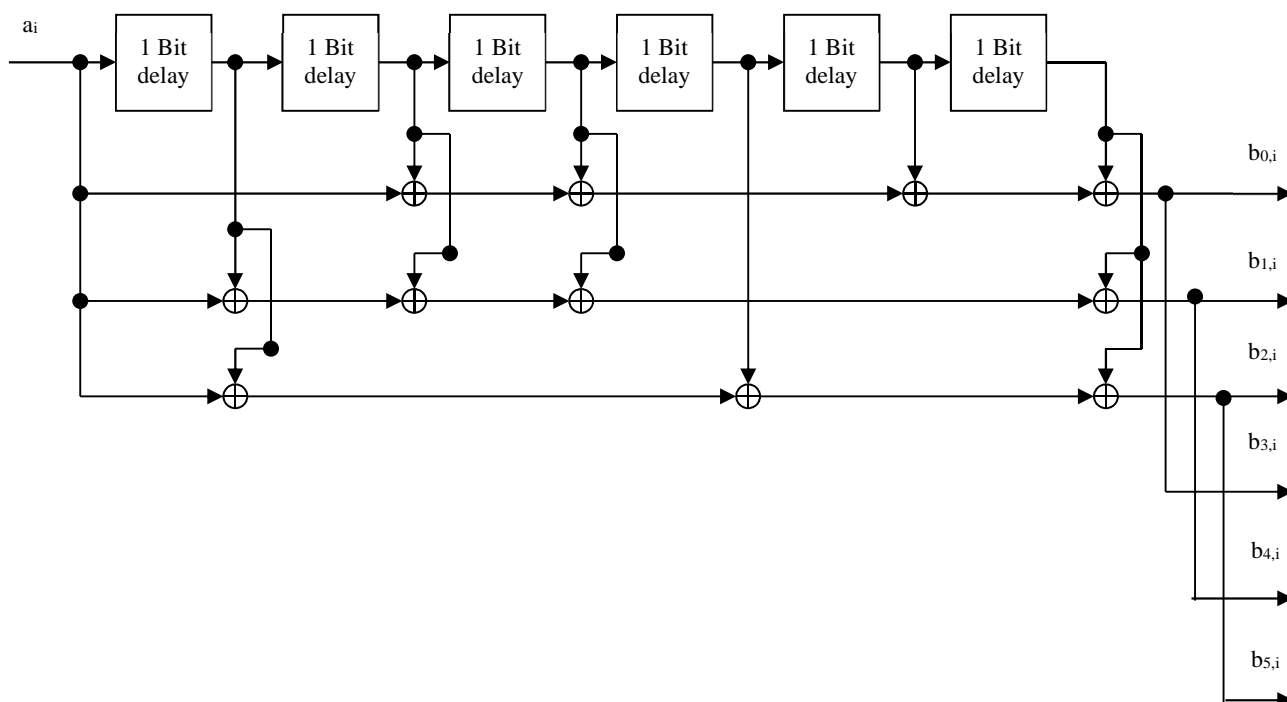 aᵢ
1 Bit
delay
1 Bit
delay
1 Bit
delay
1 Bit
delay
1 Bit
delay
1 Bit
delay
b₀,ᵢ
b₁,ᵢ
b₂,ᵢ
b₃,ᵢ
b₄,ᵢ
b₅,ᵢ